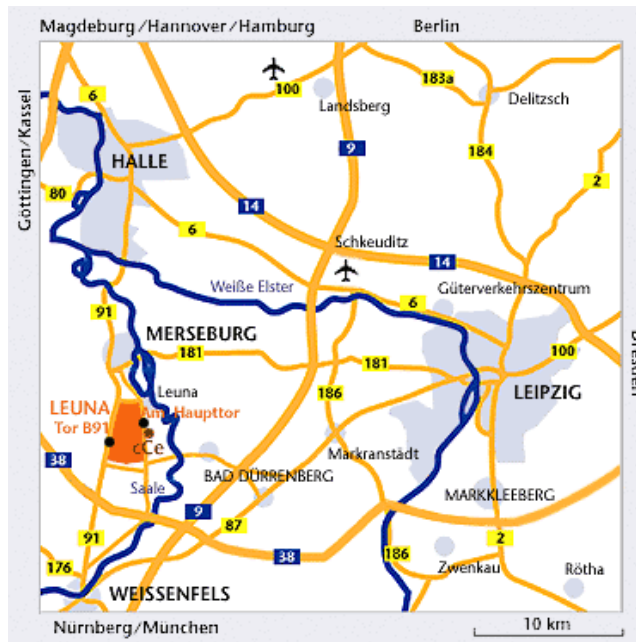 Magdeburg/Hannover/Hamburg
Berlin
6
100
183a
Landsberg
Delitzsch
Göttingen/Kassel
9
HALLE
184
2
80
14
6
Schkeuditz
14
Weiße Elster
Güterverkehrszentrum
91
6
MERSEBURG
Dresden
181
181
100
Leuna
186
LEIPZIG
LEUNA
Am Haupttor
Tor B91
cCe
Markranstädt
38
BAD DÜRRENBERG
Saale
MARKKLEEBERG
9
87
91
2
176
38
186
Zwenkau
Rötha
WEISSENFELS
Nürnberg/München
10 km